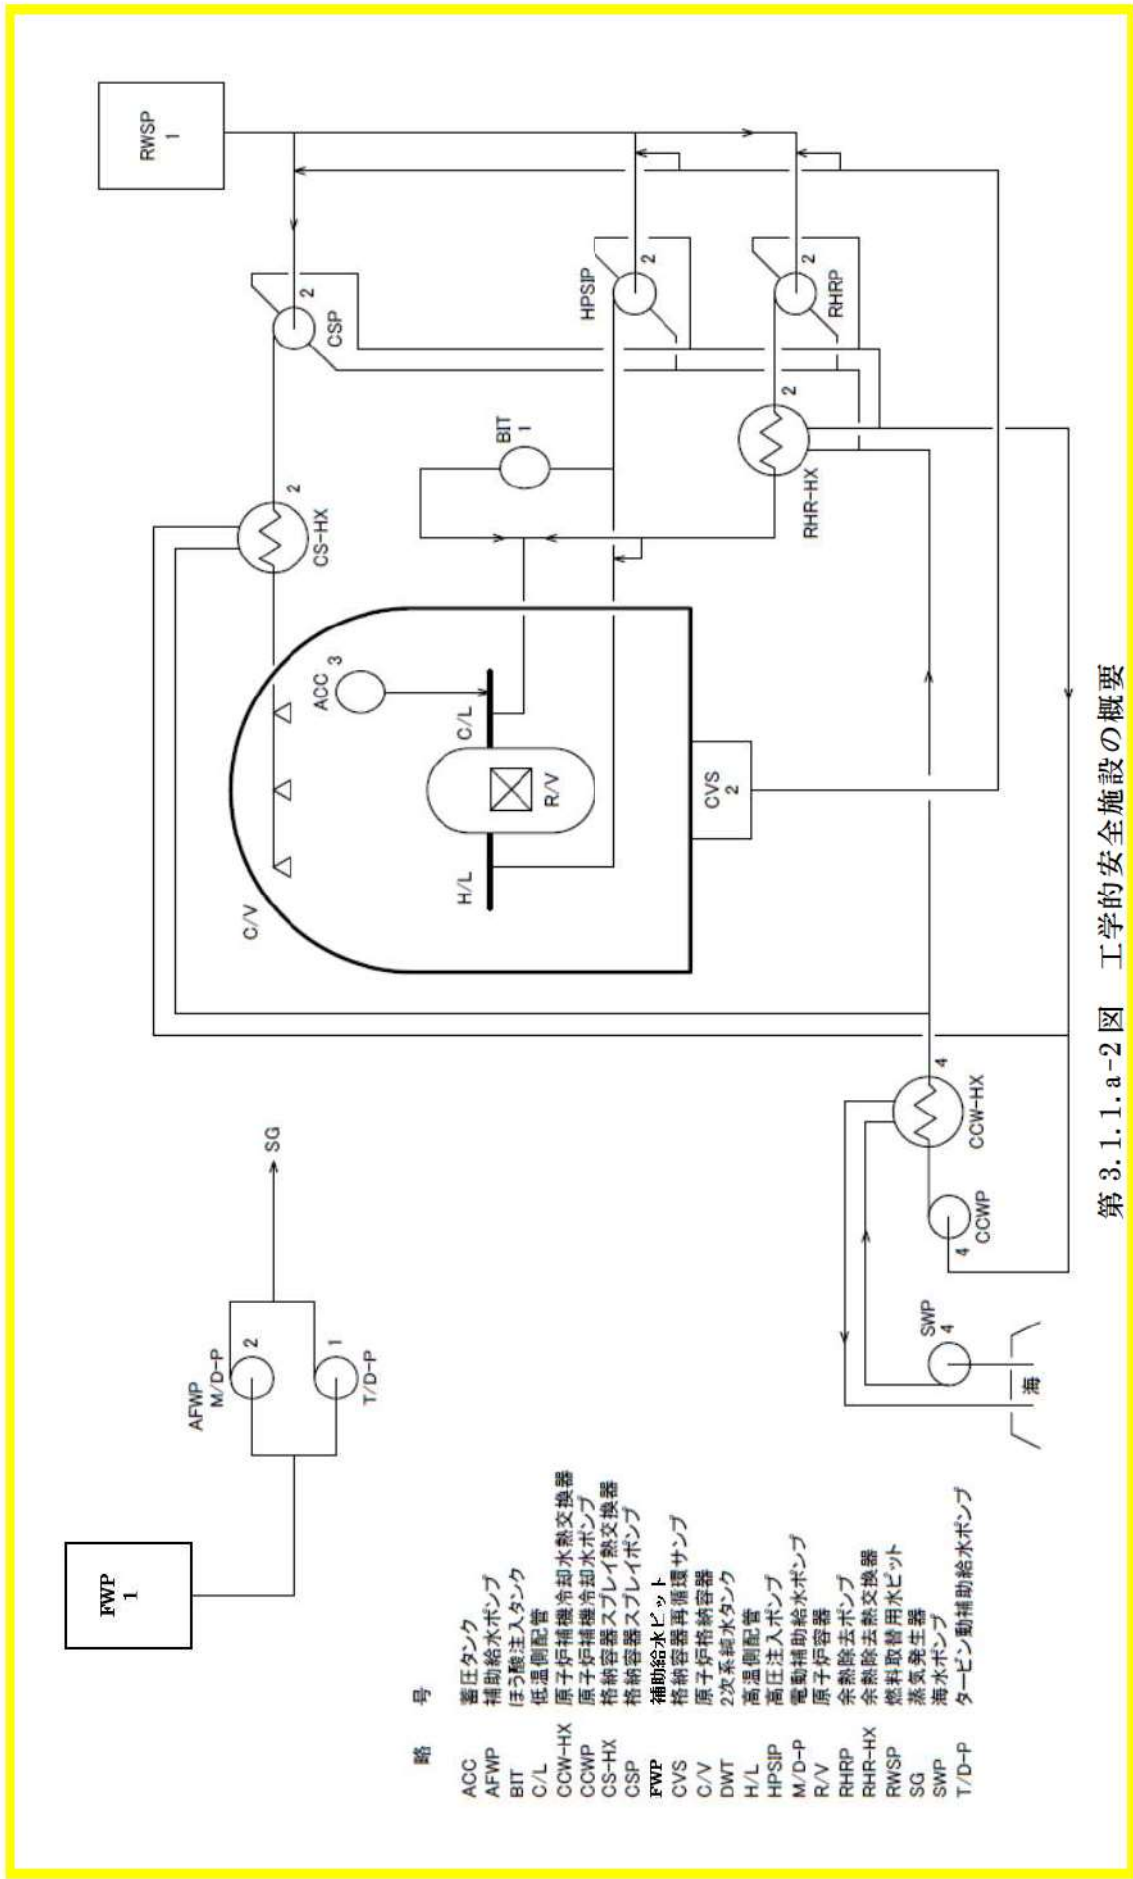 FWP
1
AFWP
M/D-P
2
T/D-P
1
SG
RWSP
1
C/V
CS-HX
2
CSP
2
ACC 3
C/L
H/L
R/V
CVS
2
BIT
1
HPSIP
2
RHRP
2
RHR-HX
2
CCW-HX
4
CCWP
4
SWP
4
海
略 号
ACC 蓄圧タンク
AFWP 補助給水ポンプ
BIT ほう酸注入タンク
C/L 低温側配管
CCW-HX 原子炉補機冷却水熱交換器
CCWP 原子炉補機冷却水ポンプ
CS-HX 格納容器スプレイ熱交換器
CSP 格納容器スプレイポンプ
FWP 補助給水ピット
CVS 格納容器再循環サンプ
C/V 原子炉格納容器
DWT 2次系純水タンク
H/L 高温側配管
HPSIP 高圧注入ポンプ
M/D-P 電動補助給水ポンプ
R/V 原子炉容器
RHRP 余熱除去ポンプ
RHR-HX 余熱除去熱交換器
RWSP 燃料取替用水ピット
SG 蒸気発生器
SWP 海水ポンプ
T/D-P タービン動補助給水ポンプ
第 3.1.1.a-2 図 工学的安全施設の概要